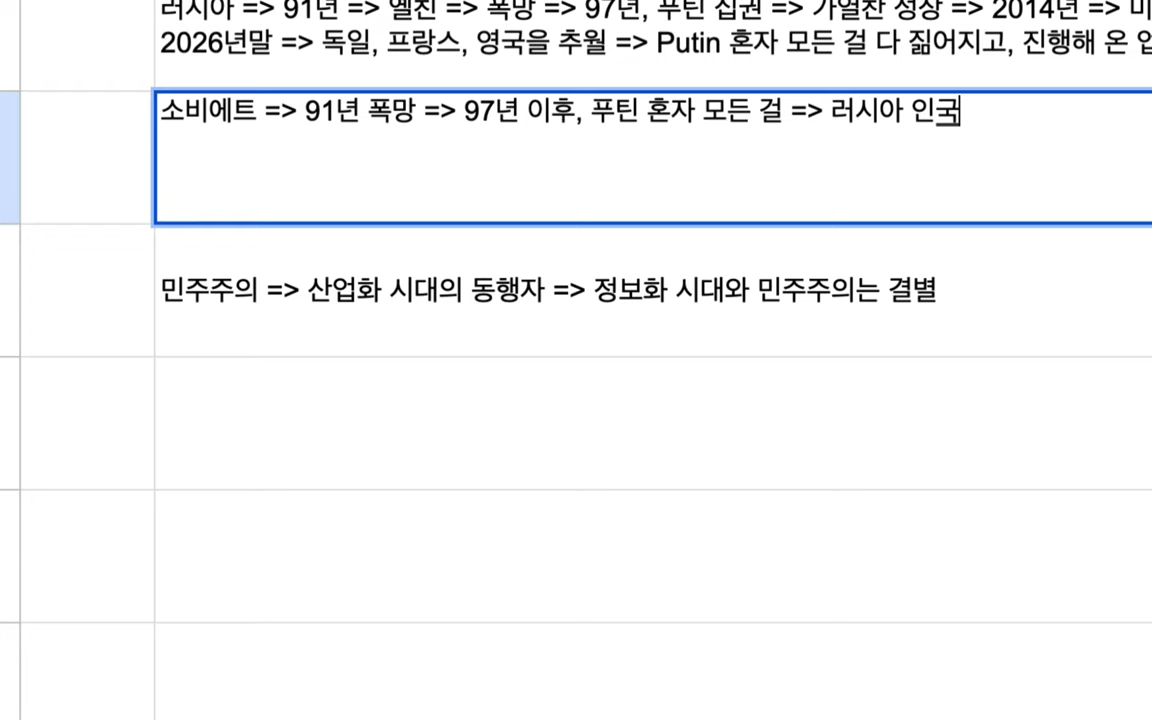 러시아 => 91년 => 옐친 => 폭망 => 97년, 푸틴 집권 => 가열찬 성장 => 2014년 =>
2026년말 => 독일, 프랑스, 영국을 추월 => Putin 혼자 모든 걸 다 짊어지고, 진행해 온
소비에트 => 91년 폭망 => 97년 이후, 푸틴 혼자 모든 걸 => 러시아 인국
민주주의 => 산업화 시대의 동행자 => 정보화 시대와 민주주의는 결별